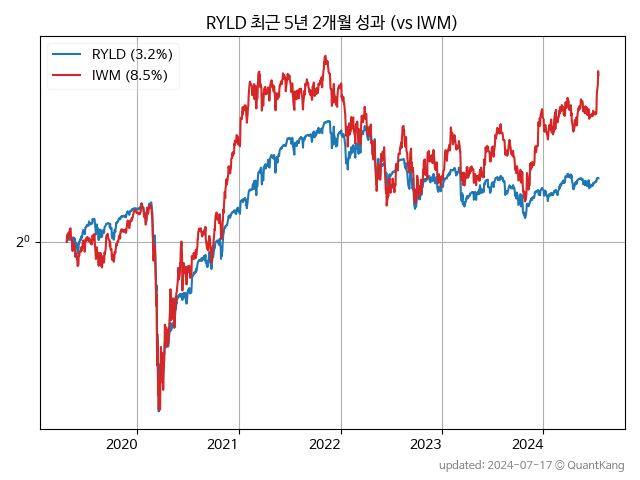 RYLD 최근 5년 2개월 성과 (vs IWM)
RYLD (3.2%)
IWM (8.5%)
2⁰
2020 2021 2022 2023 2024
updated: 2024-07-17 © QuantKang